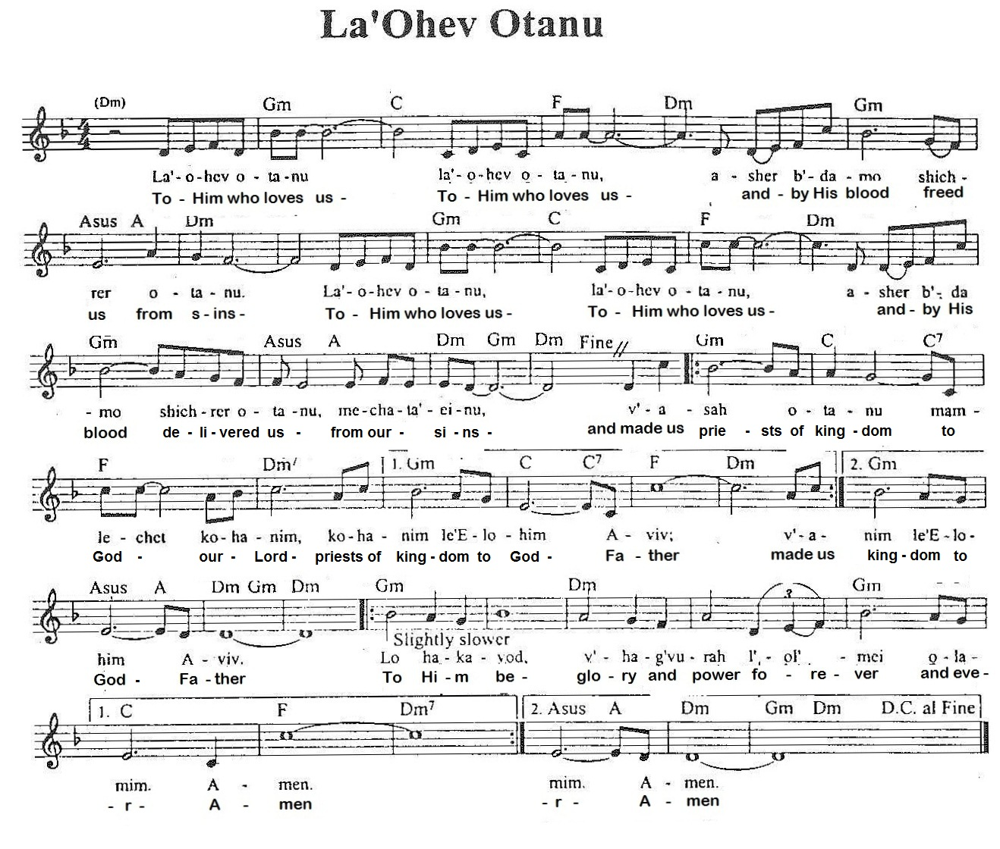 La'Ohev Otanu
(Dm) Gm C F Dm Gm
La'-o-hev o - ta-nu la'-o-hev o - ta-nu, a - sher b'-da - mo shich-
To - Him who loves us - To - Him who loves us - and - by His blood freed
Asus A Dm Gm C F Dm
rer o - ta - nu. La'-o-hev o - ta-nu, la'-o-hev o - ta-nu, a - sher b'-da
us from s-ins- To - Him who loves us - To - Him who loves us - and - by His
Gm Asus A Dm Gm Dm Fine// Gm C C7
- mo shich-rer o - ta-nu, me-cha-ta'-ei-nu, v'-a - sah o - ta - nu mam-
blood de-li-vered us - from our - si-ns - and made us prie - sts of king-dom to
F Dm7 1. Gm C C7 F Dm 2. Gm
le - chet ko-ha - nim, ko-ha - nim le'E-lo-him A - viv; v'-a- nim le'E-lo-
God - our - Lord - priests of king-dom to God - Fa-ther made us king-dom to
Asus A Dm Gm Dm Gm Dm Gm
Slightly slower
him A - viv. Lo ha-ka-vod, v'- ha-g'vu-rah l'-ol' - mei o-la-
God - Fa-ther To Hi-m be- glo-ry and power fo - re - ver and eve-
1. C F Dm7 2. Asus A Dm Gm Dm D.C. al Fine
mim. A - men. mim. A - men.
- r - A - men - r - A - men